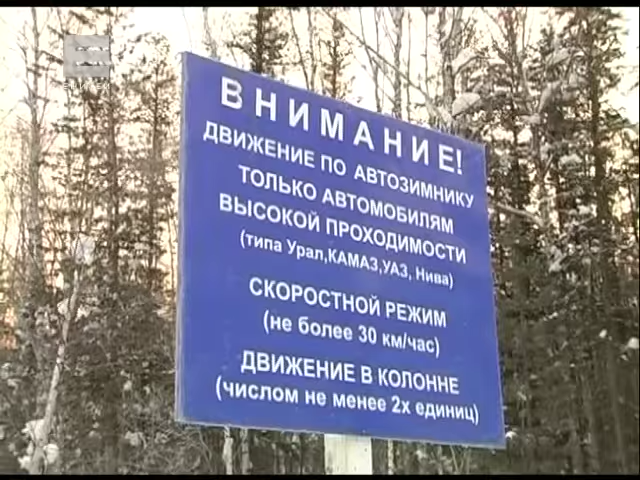 ВНИМАНИЕ!
ДВИЖЕНИЕ ПО АВТОЗИМНИКУ
ТОЛЬКО АВТОМОБИЛЯМ
ВЫСОКОЙ ПРОХОДИМОСТИ
(типа Урал,КАМАЗ,УАЗ, Нива)
СКОРОСТНОЙ РЕЖИМ
(не более 30 км/час)
ДВИЖЕНИЕ В КОЛОННЕ
(числом не менее 2х единиц)